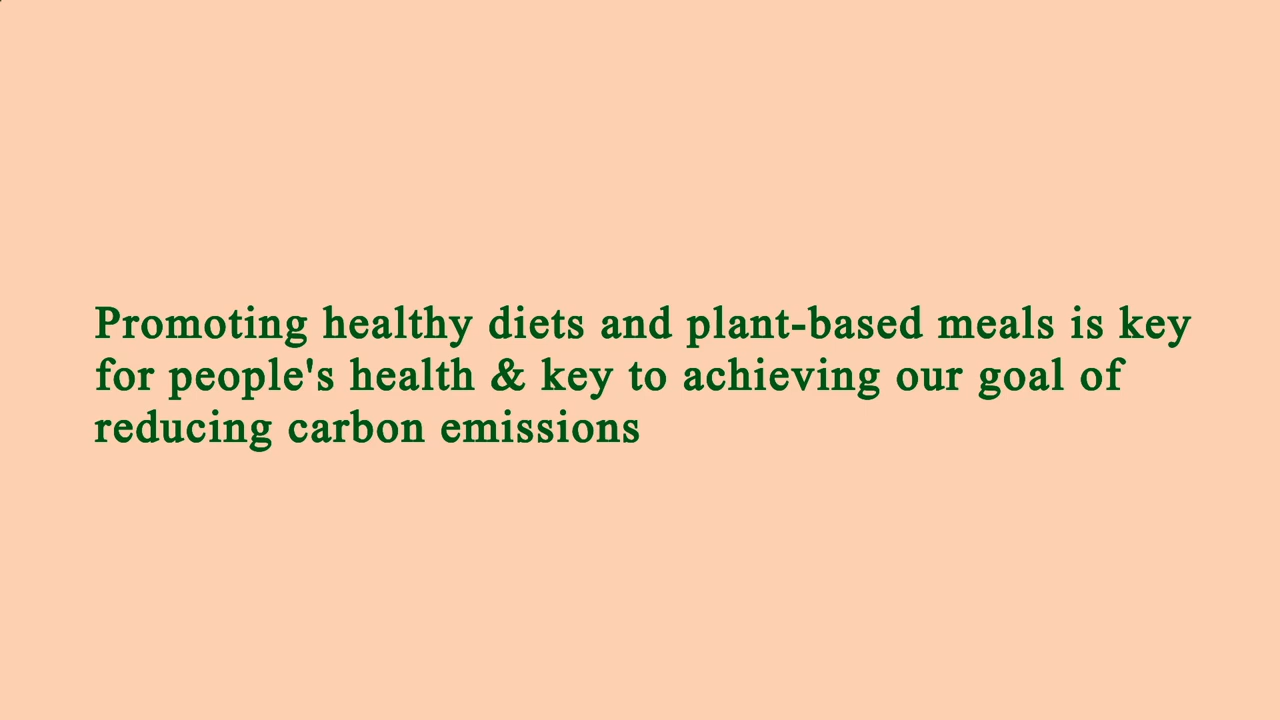 Promoting healthy diets and plant-based meals is key
for people's health & key to achieving our goal of
reducing carbon emissions